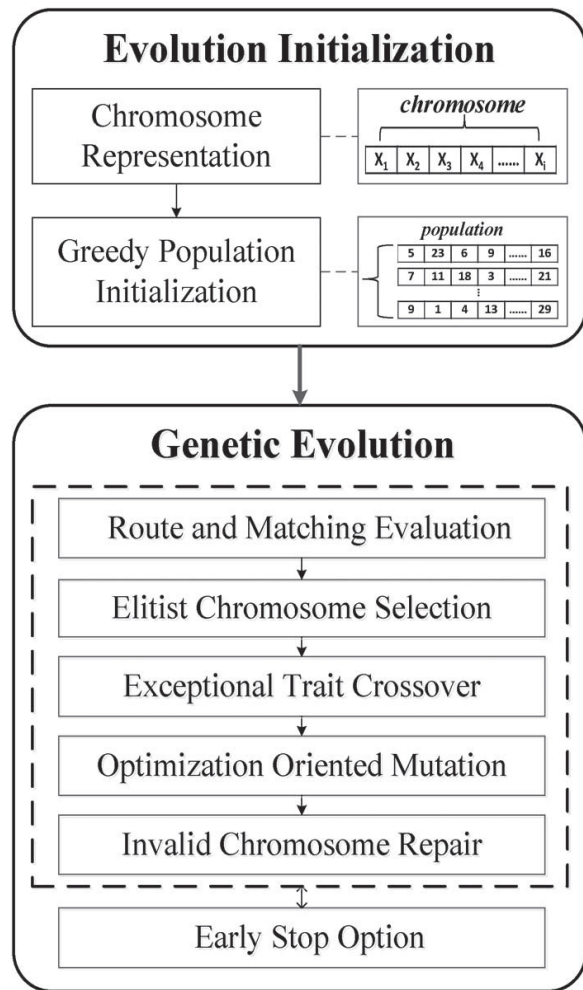 Evolution Initialization
Chromosome
Representation
chromosome
X1 X2 X3 X4 ...... Xi
Greedy Population
Initialization
population
5 23 6 9 ...... 16
7 11 18 3 ...... 21
⋮
9 1 4 13 ...... 29
Genetic Evolution
Route and Matching Evaluation
Elitist Chromosome Selection
Exceptional Trait Crossover
Optimization Oriented Mutation
Invalid Chromosome Repair
Early Stop Option